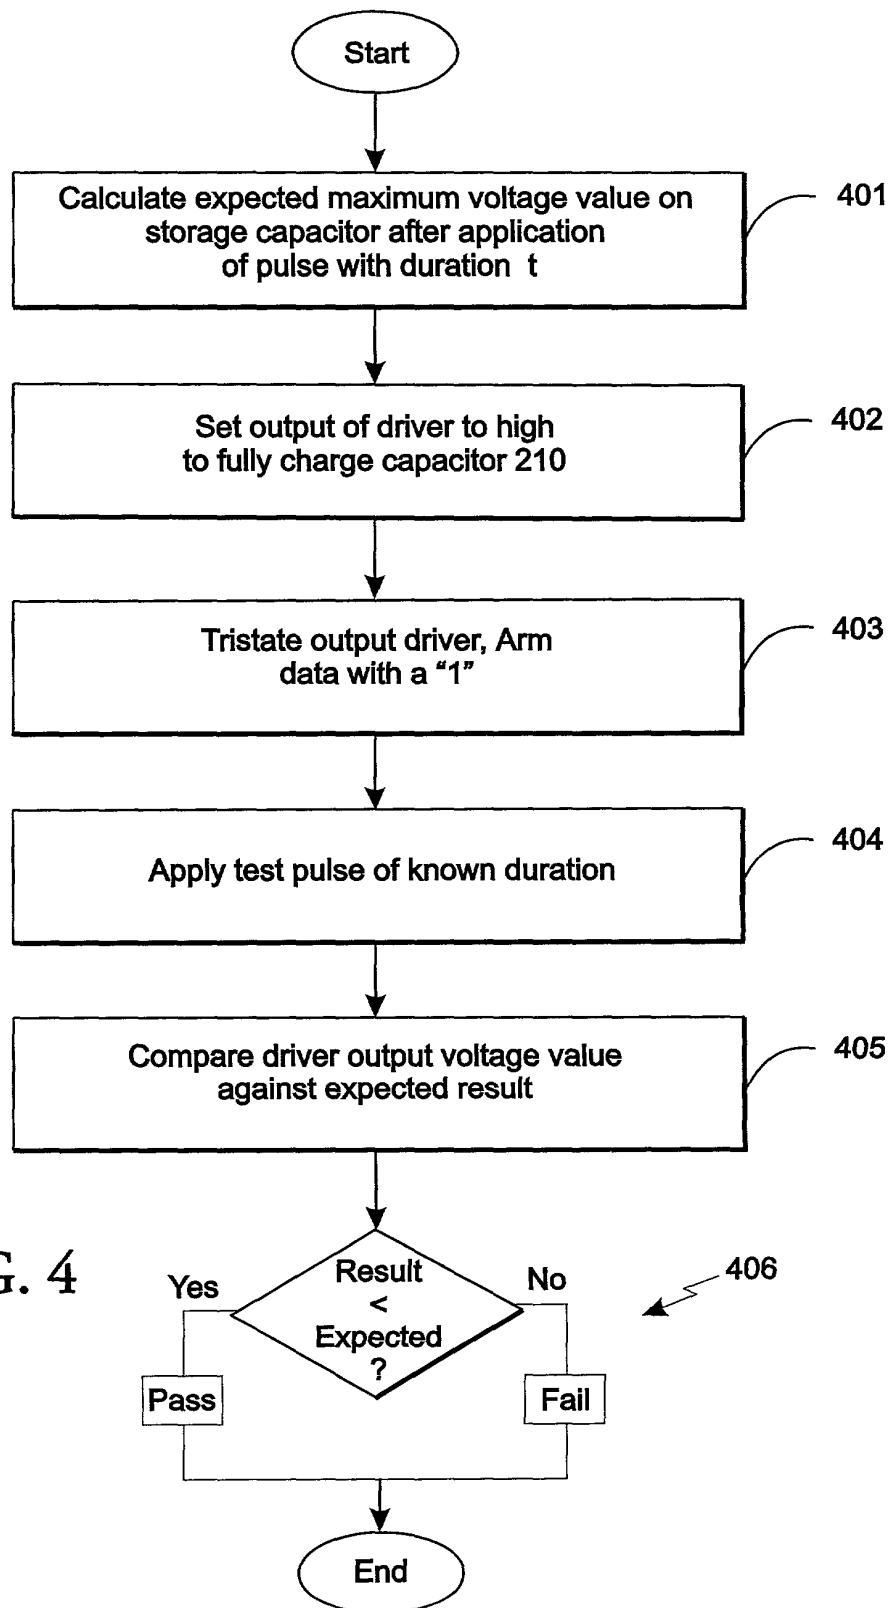 Start
Calculate expected maximum voltage value on
storage capacitor after application
of pulse with duration t
401
Set output of driver to high
to fully charge capacitor 210
402
Tristate output driver, Arm
data with a “1”
403
Apply test pulse of known duration
404
Compare driver output voltage value
against expected result
405
G. 4
Yes
Result
<
Expected
?
No
406
Pass
Fail
End